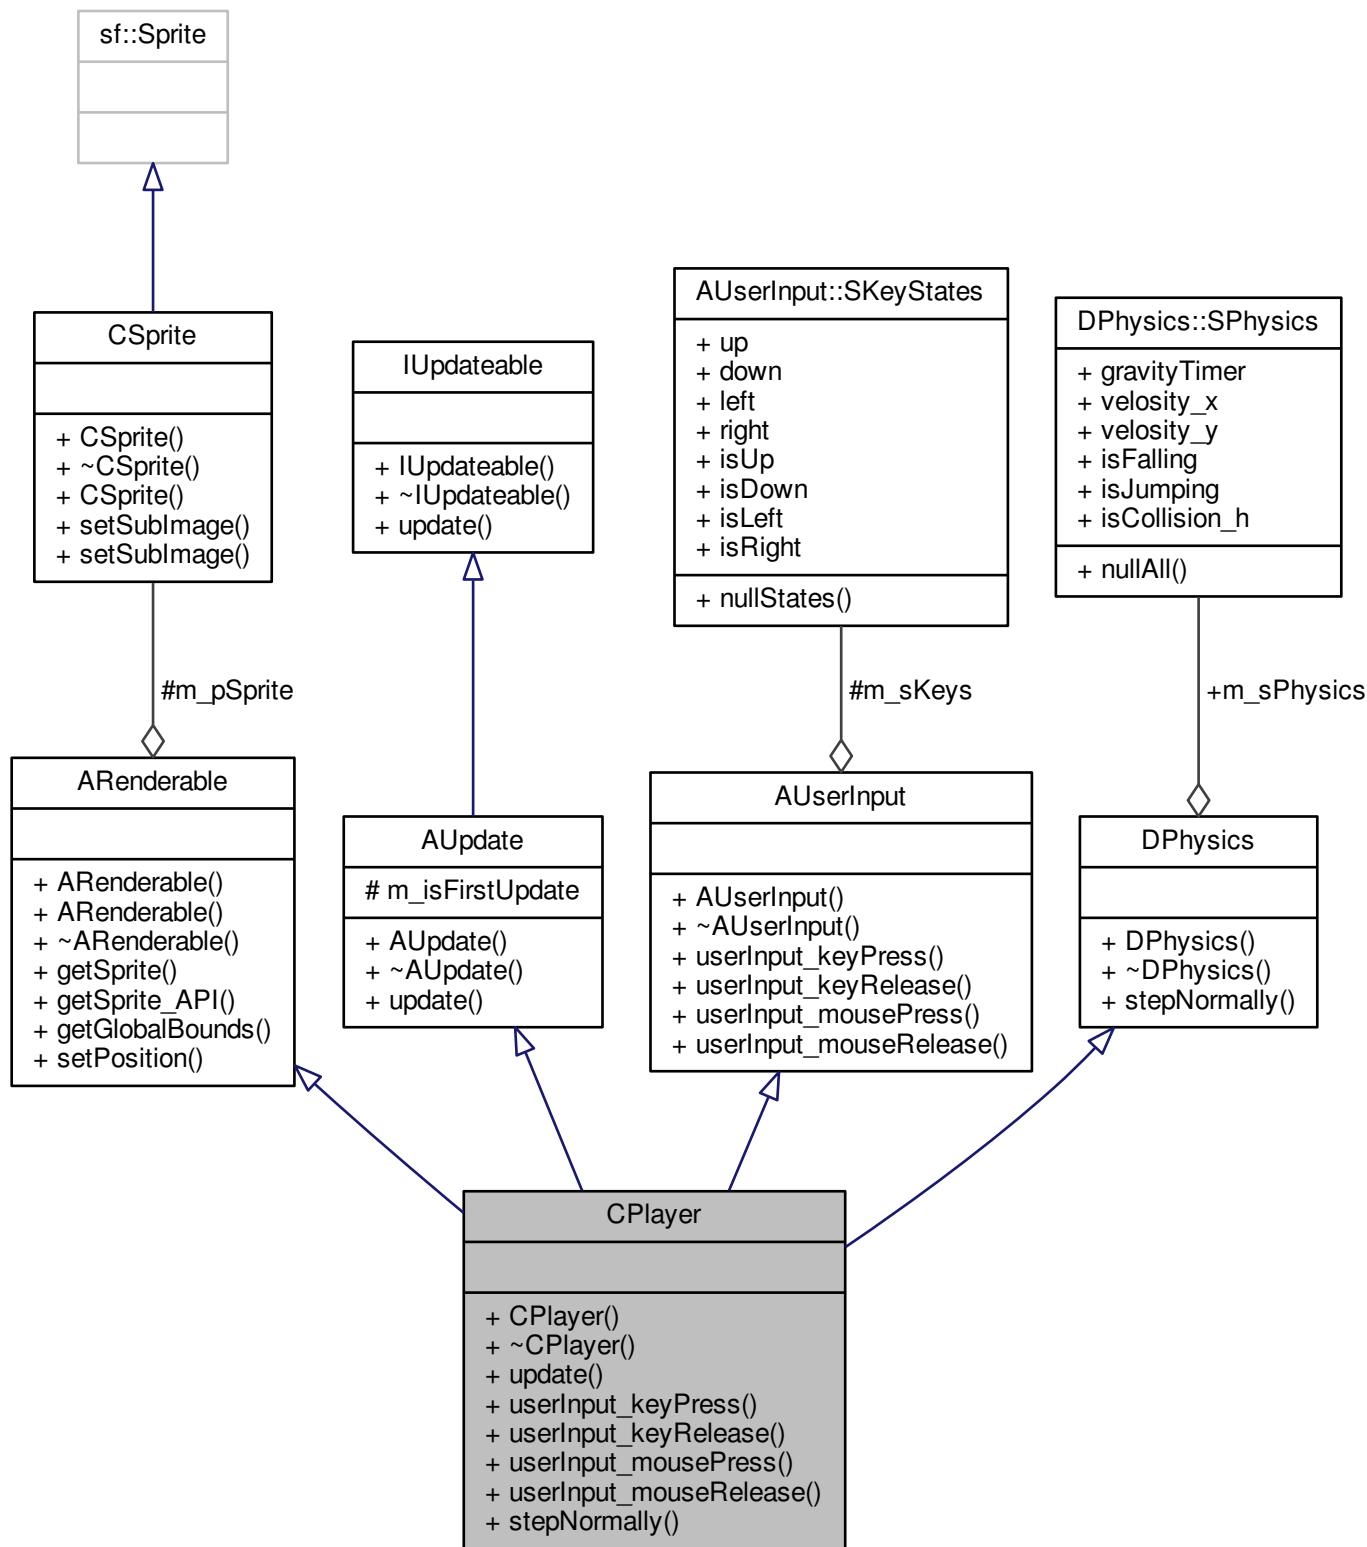 sf::Sprite
CSprite
+ CSprite()
+ ~CSprite()
+ CSprite()
+ setSubImage()
+ setSubImage()
IUpdateable
+ IUpdateable()
+ ~IUpdateable()
+ update()
AUserInput::SKeyStates
+ up
+ down
+ left
+ right
+ isUp
+ isDown
+ isLeft
+ isRight
+ nullStates()
DPhysics::SPhysics
+ gravityTimer
+ velosity_x
+ velosity_y
+ isFalling
+ isJumping
+ isCollision_h
+ nullAll()
#m_pSprite
#m_sKeys
+m_sPhysics
ARenderable
+ ARenderable()
+ ARenderable()
+ ~ARenderable()
+ getSprite()
+ getSprite_API()
+ getGlobalBounds()
+ setPosition()
AUpdate
# m_isFirstUpdate
+ AUpdate()
+ ~AUpdate()
+ update()
AUserInput
+ AUserInput()
+ ~AUserInput()
+ userInput_keyPress()
+ userInput_keyRelease()
+ userInput_mousePress()
+ userInput_mouseRelease()
DPhysics
+ DPhysics()
+ ~DPhysics()
+ stepNormally()
CPlayer
+ CPlayer()
+ ~CPlayer()
+ update()
+ userInput_keyPress()
+ userInput_keyRelease()
+ userInput_mousePress()
+ userInput_mouseRelease()
+ stepNormally()